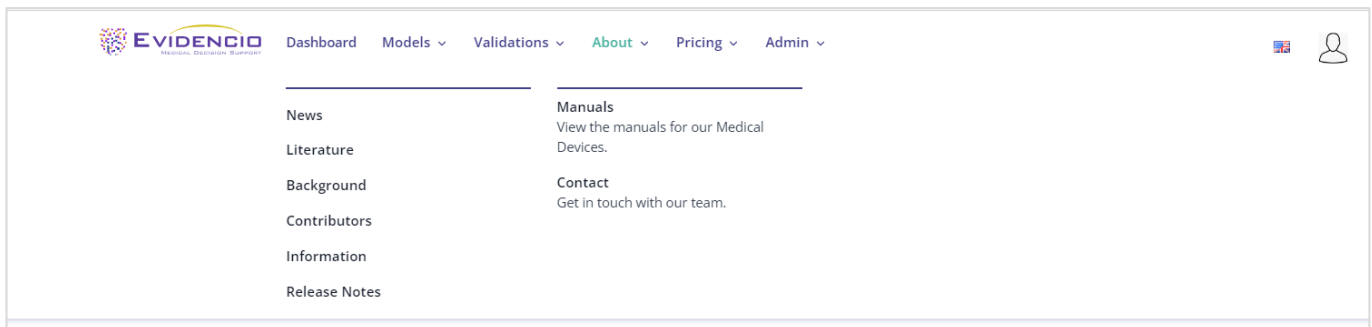 EVIDENCIO
MEDICAL DECISION SUPPORT
Dashboard Models Validations About Pricing Admin
News
Literature
Background
Contributors
Information
Release Notes
Manuals
View the manuals for our Medical
Devices.
Contact
Get in touch with our team.